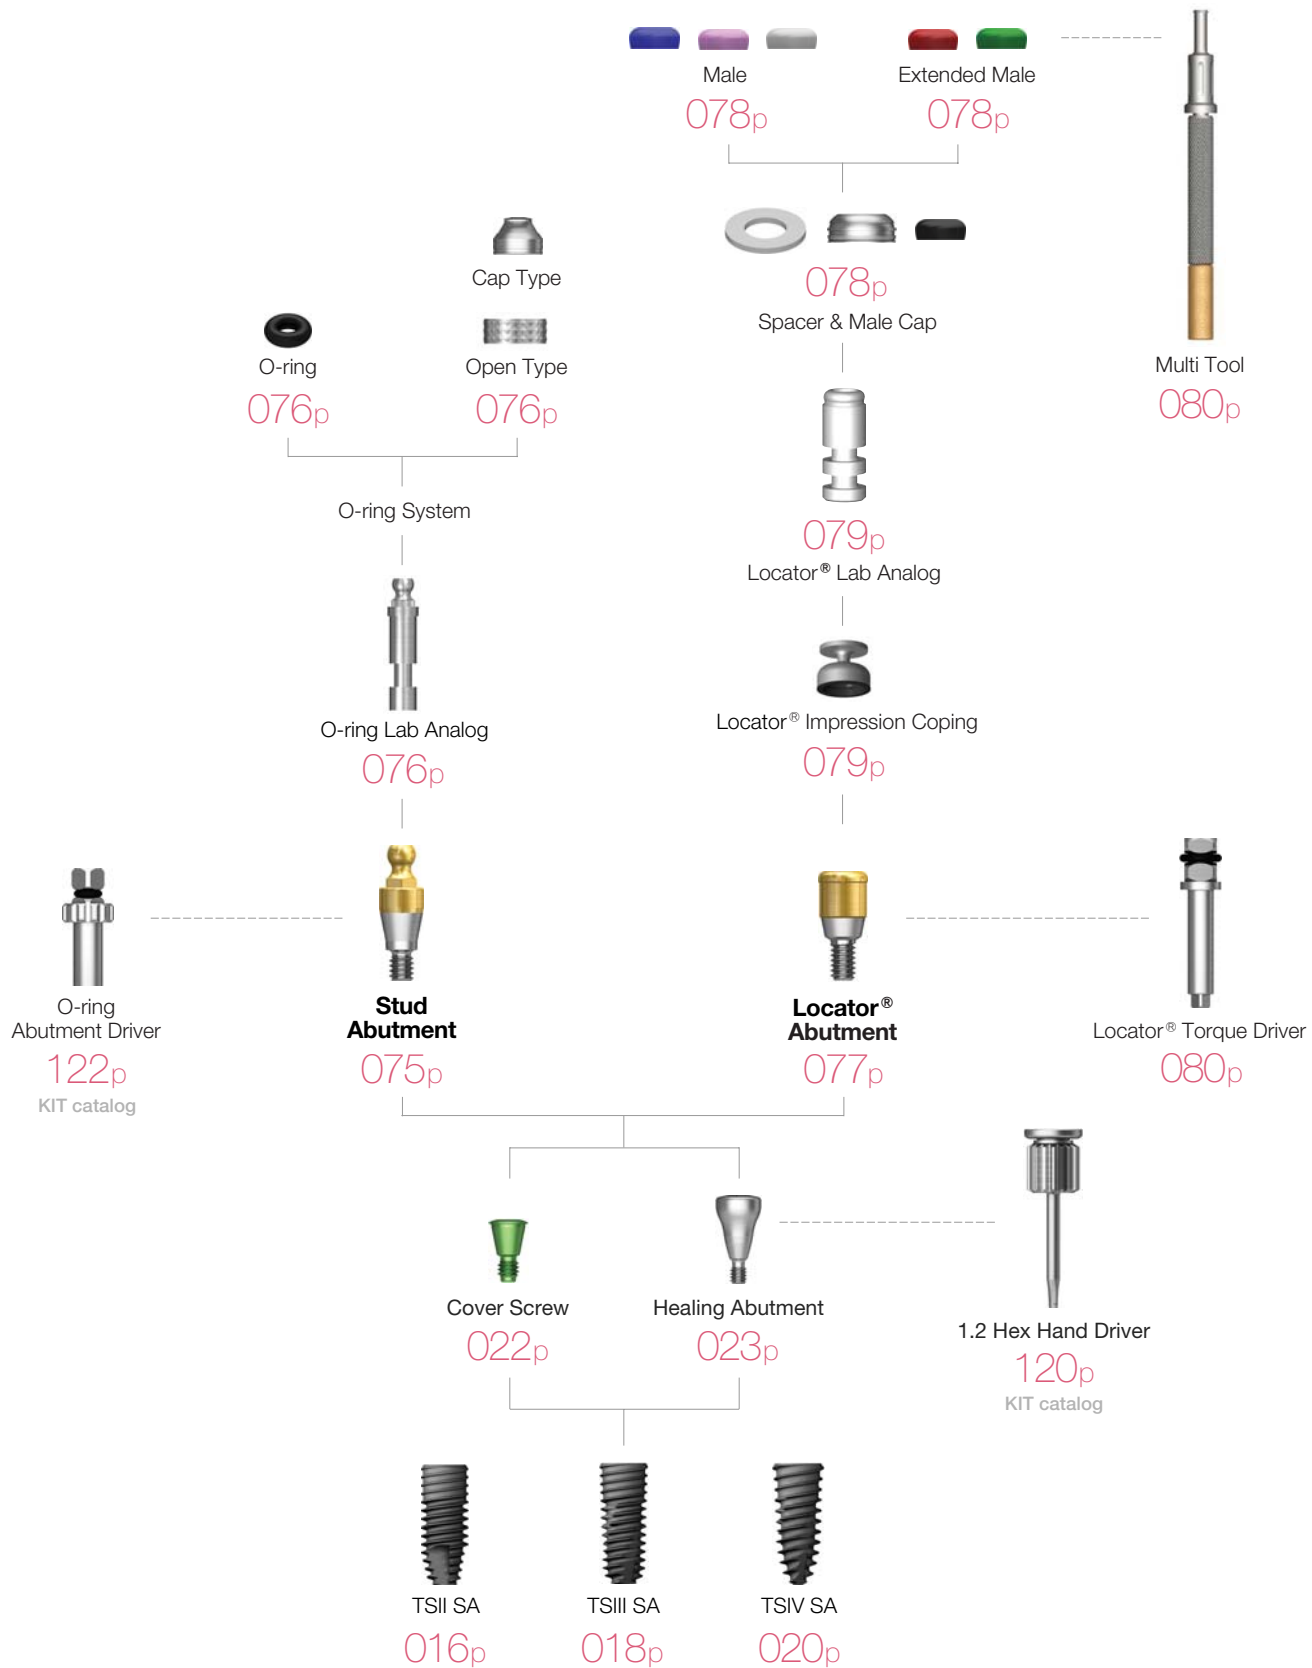 Male
078p
Extended Male
078p
078p
Spacer & Male Cap
Multi Tool
080p
Cap Type
O-ring
076p
Open Type
076p
O-ring System
079p
Locator® Lab Analog
O-ring Lab Analog
076p
Locator® Impression Coping
079p
O-ring
Abutment Driver
122p
KIT catalog
Stud
Abutment
075p
Locator®
Abutment
077p
Locator® Torque Driver
080p
Cover Screw
022p
Healing Abutment
023p
1.2 Hex Hand Driver
120p
KIT catalog
TSII SA
016p
TSIII SA
018p
TSIV SA
020p